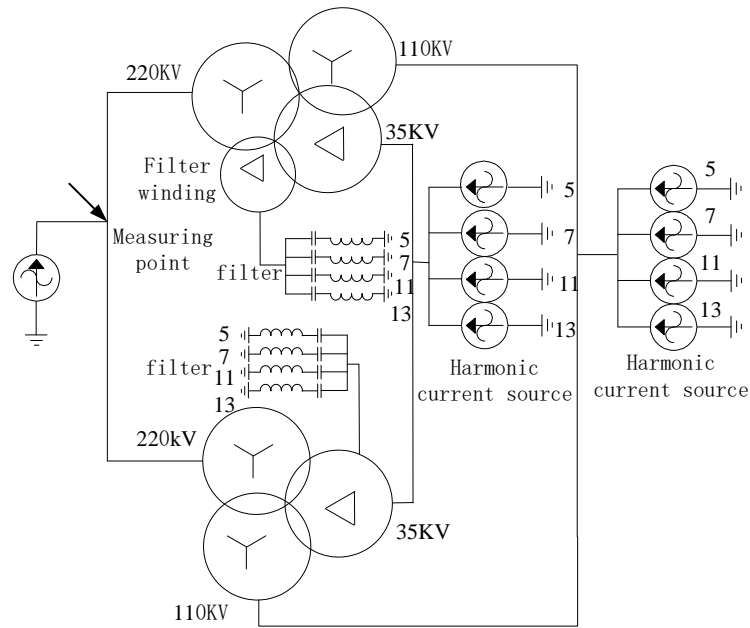 110KV
220KV
35KV
Filter
winding
Measuring
point
filter
5
7
11
13
5
7
11
13
5
7
11
13
Harmonic
current source
Harmonic
current source
5
7
11
13
filter
220kV
35KV
110KV